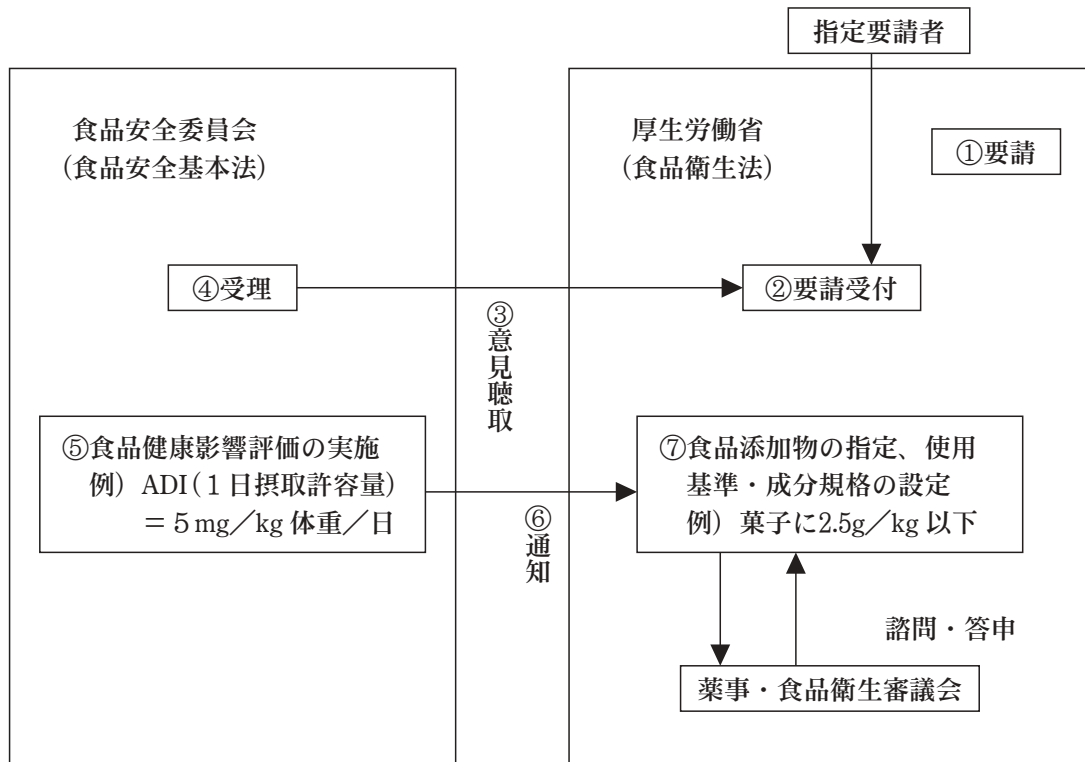 指定要請者
食品安全委員会
(食品安全基本法)
厚生労働省
(食品衛生法)
①要請
④受理
②要請受付
③意見聴取
⑤食品健康影響評価の実施
例）ADI(１日摂取許容量)
＝５mg／kg 体重／日
⑥通知
⑦食品添加物の指定、使用
基準・成分規格の設定
例）菓子に2.5g／kg 以下
諮問・答申
薬事・食品衛生審議会